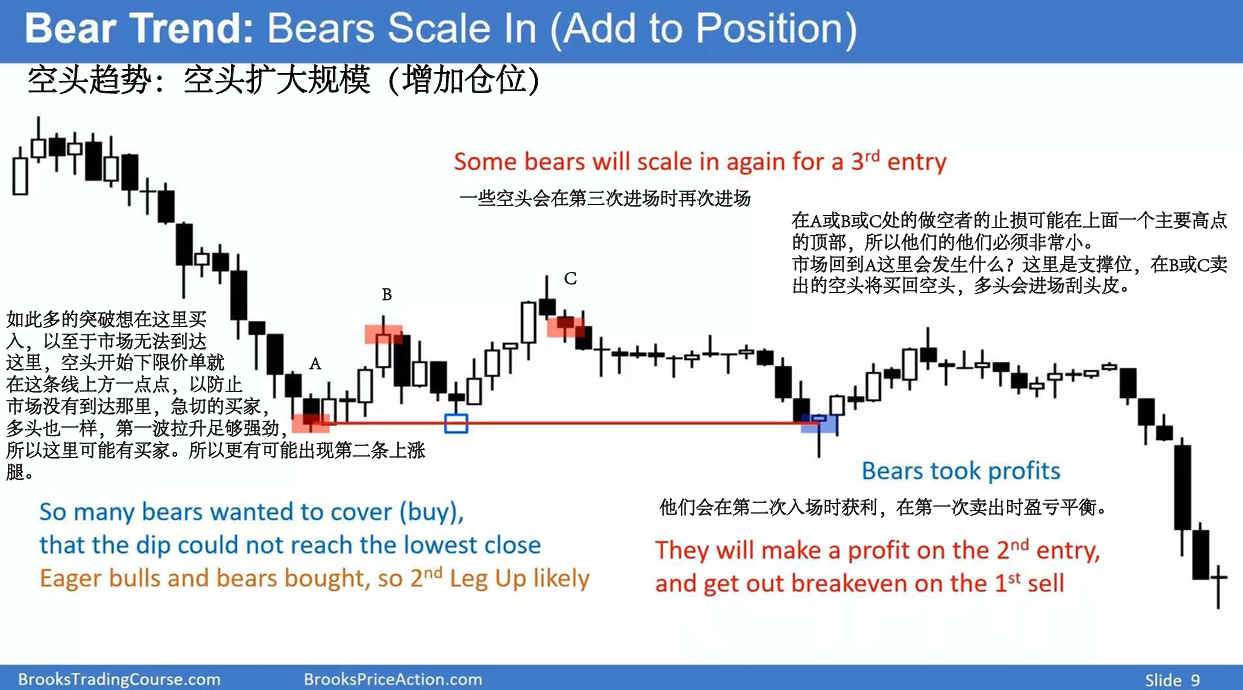 Bear Trend: Bears Scale In (Add to Position)
空头趋势：空头扩大规模（增加仓位）
Some bears will scale in again for a 3rd entry
一些空头会在第三次进场时再次进场
在A或B或C处的做空者的止损可能在上面一个主要高点
的顶部，所以他们的他们必须非常小。
市场回到A这里会发生什么？这里是支撑位，在B或C卖
出的空头将买回空头，多头会进场刮头皮。
C
B
A
如此多的突破想在这里买
入，以至于市场无法到达
这里，空头开始下限价单就
在这条线上方一点点，以防止
市场没有到达那里，急切的买家，
多头也一样，第一波拉升足够强劲，
所以这里可能有买家。所以更有可能出现第二条上涨
腿。
Bears took profits
他们会在第二次入场时获利，在第一次卖出时盈亏平衡。
So many bears wanted to cover (buy),
that the dip could not reach the lowest close
Eager bulls and bears bought, so 2nd Leg Up likely
They will make a profit on the 2nd entry,
and get out breakeven on the 1st sell
BrooksTradingCourse.com
BrooksPriceAction.com
Slide 9